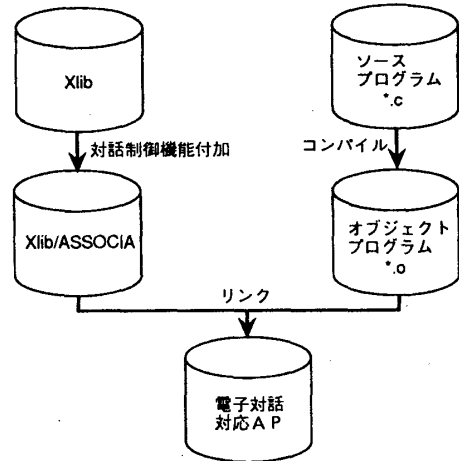 Xlib
対話制御機能付加
Xlib/ASSOCIA
ソース
プログラム
*.c
コンパイル
オブジェクト
プログラム
*.o
リンク
電子対話
対応AP